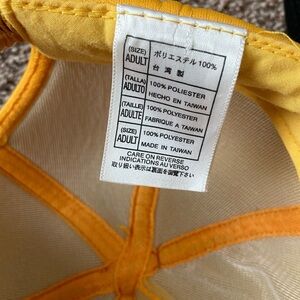 (SIZE) ADULT
ポリエステル 100%
台湾製
(TALLA) ADULTO
100% POLIESTER
HECHO EN TAIWAN
(TAILLE) ADULTE
100% POLYESTER
FABRIQUE A TAIWAN
(SIZE) ADULT
100% POLYESTER
MADE IN TAIWAN
CARE ON REVERSE
INDICATIONS AU VERSO
取り扱い表示は裏面を御覧下さい